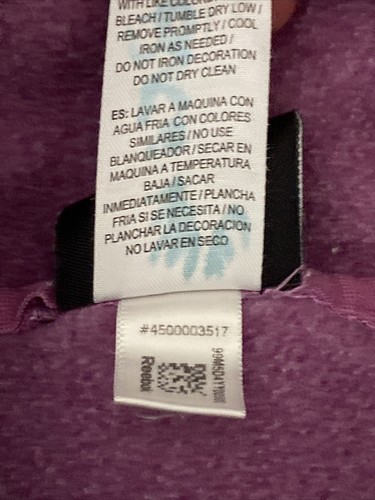 WITH LIKE COLORS
BLEACH / TUMBLE DRY LOW /
REMOVE PROMPTLY / COOL
IRON AS NEEDED /
DO NOT IRON DECORATION
DO NOT DRY CLEAN
ES: LAVAR A MAQUINA CON
AGUA FRIA CON COLORES
SIMILARES / NO USE
BLANQUEADOR / SECAR EN
MAQUINA A TEMPERATURA
BAJA / SACAR
INMEDIATAMENTE / PLANCHA
FRIA SI SE NECESITA / NO
PLANCHAR LA DECORACION
NO LAVAR EN SECO
#4500003517
Reebok